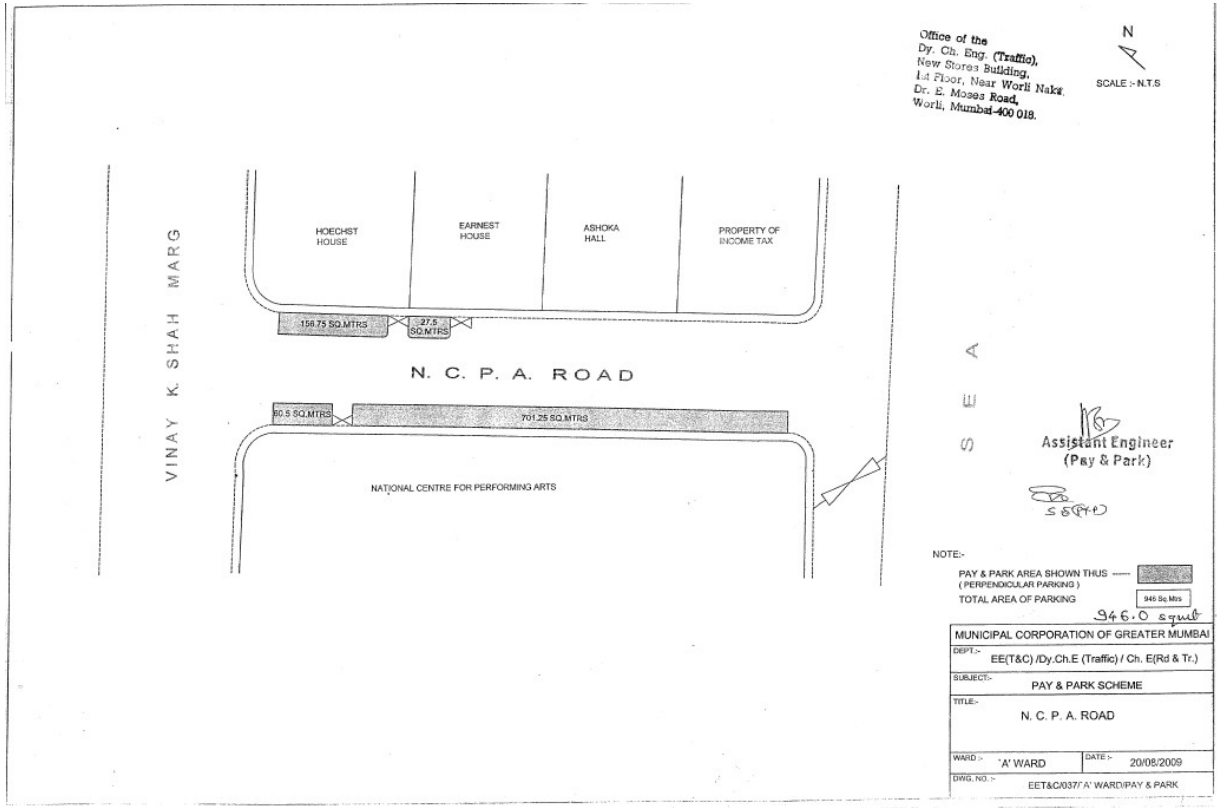 Office of the
Dy. Ch. Eng. (Traffic),
New Stores Building,
1st Floor, Near Worli Naka,
Dr. E. Moses Road,
Worli, Mumbai-400 018.
N
SCALE :- N.T.S
VINAY K. SHAH MARG
HOECHST
HOUSE
EARNEST
HOUSE
ASHOKA
HALL
PROPERTY OF
INCOME TAX
156.75 SQ.MTRS
27.5
SQ.MTRS
N. C. P. A. ROAD
60.5 SQ.MTRS
701.25 SQ.MTRS
NATIONAL CENTRE FOR PERFORMING ARTS
SEA
Assistant Engineer
(Pay & Park)
NOTE:-
PAY & PARK AREA SHOWN THUS
( PERPENDICULAR PARKING )
TOTAL AREA OF PARKING 946 Sq.Mtrs
946.0
MUNICIPAL CORPORATION OF GREATER MUMBAI
DEPT.:- EE(T&C) /Dy.Ch.E (Traffic) / Ch. E(Rd & Tr.)
SUBJECT:- PAY & PARK SCHEME
TITLE:- N. C. P. A. ROAD
WARD :- 'A' WARD DATE :- 20/08/2009
DWG. NO. :- EET&C/037/'A' WARD/PAY & PARK